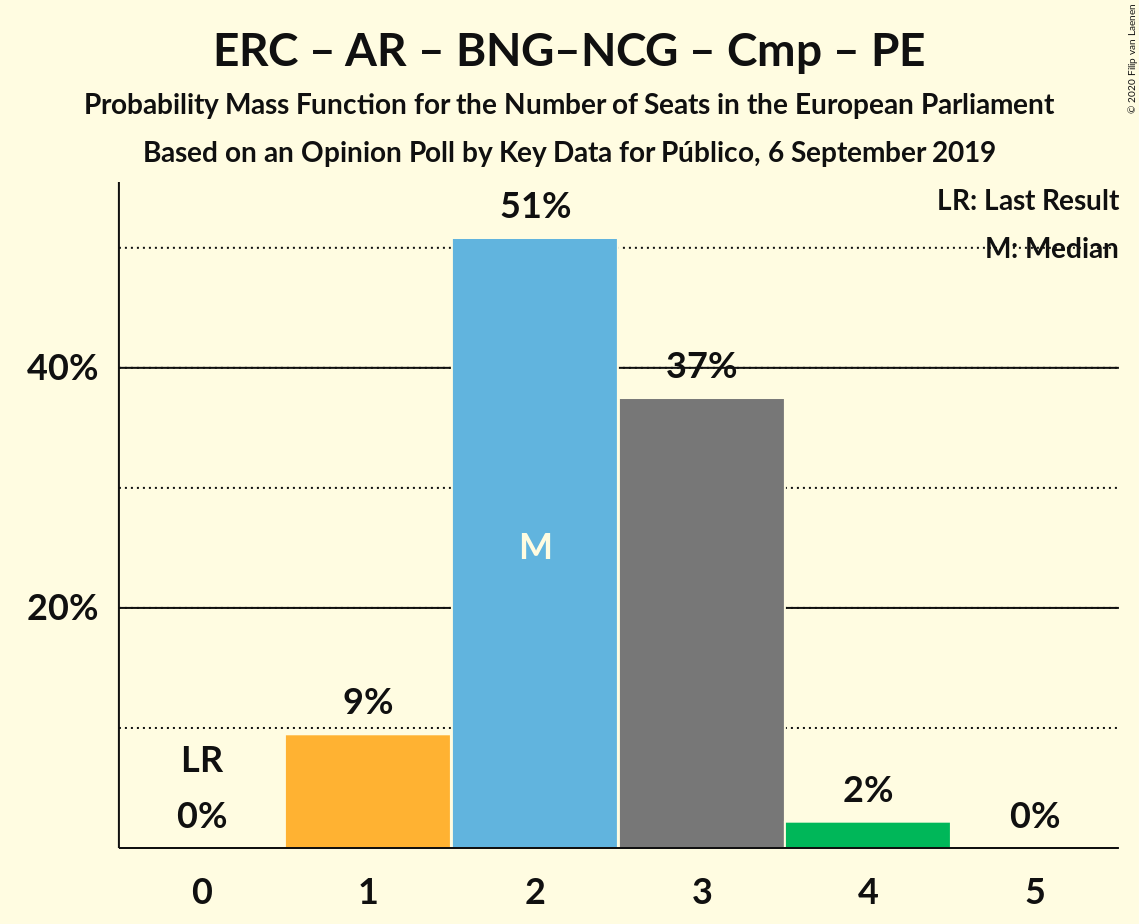 ERC – AR – BNG–NCG – Cmp – PE
Probability Mass Function for the Number of Seats in the European Parliament
Based on an Opinion Poll by Key Data for Público, 6 September 2019
© 2020 Filip van Laenen
LR: Last Result
M: Median
51%
40%
37%
M
20%
9%
LR
0%
2%
0%
0 1 2 3 4 5